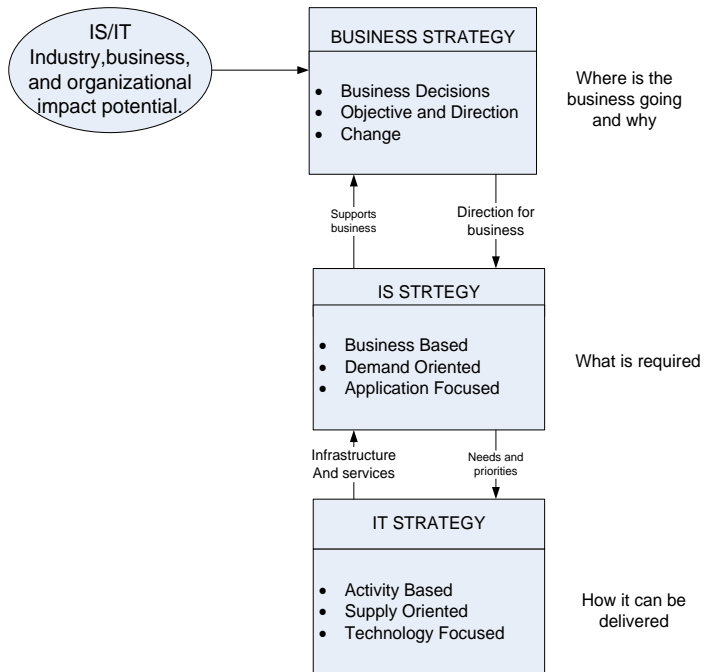 IS/IT
Industry,business,
and organizational
impact potential.
BUSINESS STRATEGY
• Business Decisions
• Objective and Direction
• Change
Where is the
business going
and why
Supports
business
Direction for
business
IS STRTEGY
• Business Based
• Demand Oriented
• Application Focused
What is required
Infrastructure
And services
Needs and
priorities
IT STRATEGY
• Activity Based
• Supply Oriented
• Technology Focused
How it can be
delivered